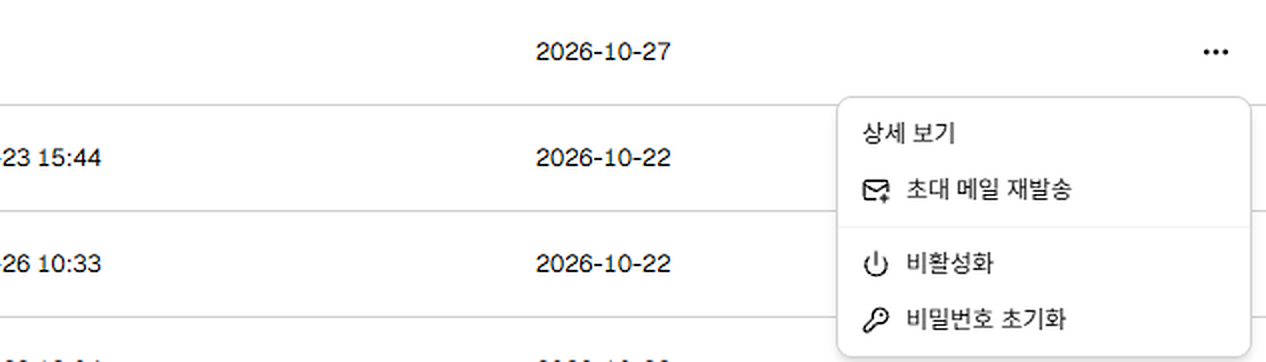 2026-10-27
상세 보기
-23 15:44 2026-10-22
초대 메일 재발송
-26 10:33 2026-10-22
비활성화
비밀번호 초기화